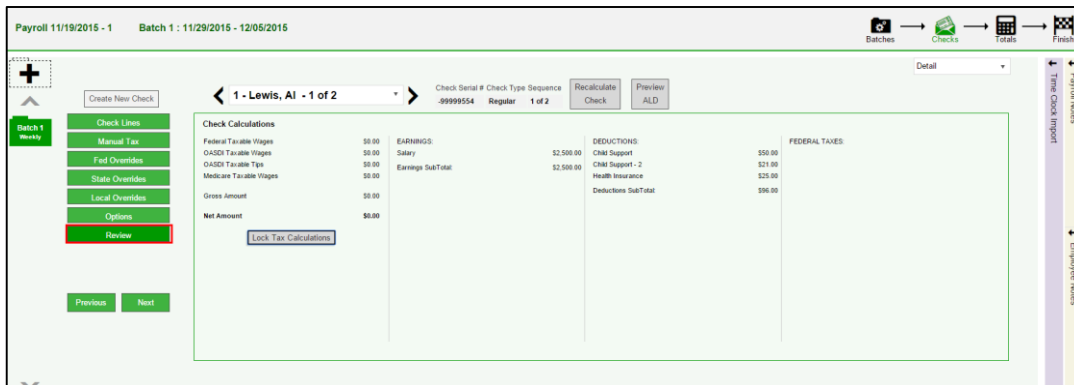 Payroll 11/19/2015 - 1 Batch 1 : 11/29/2015 - 12/05/2015
Batches Checks Totals Finish
Detail
Create New Check
1 - Lewis, Al - 1 of 2
Check Serial # Check Type Sequence
-99999554 Regular 1 of 2
Recalculate Check
Preview ALD
Batch 1
Weekly
Check Lines
Manual Tax
Fed Overrides
State Overrides
Local Overrides
Options
Review
Previous Next
Check Calculations
Federal Taxable Wages $0.00
OASDI Taxable Wages $0.00
OASDI Taxable Tips $0.00
Medicare Taxable Wages $0.00
Gross Amount $0.00
Net Amount $0.00
Lock Tax Calculations
EARNINGS:
Salary $2,500.00
Earnings SubTotal: $2,500.00
DEDUCTIONS:
Child Support $50.00
Child Support - 2 $21.00
Health Insurance $25.00
Deductions SubTotal: $96.00
FEDERAL TAXES:
Time Clock Import
Payroll Notes
Employee Notes